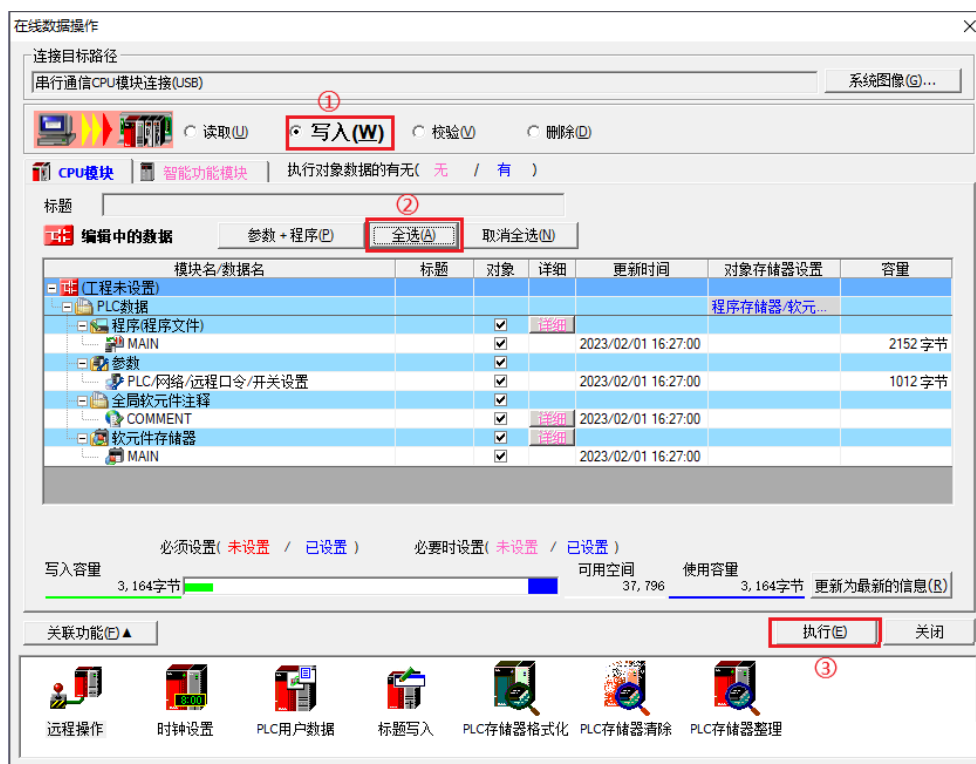 在线数据操作
连接目标路径
串行通信CPU模块连接(USB)
系统图像(G)...
①
读取(U) 写入(W) 校验(V) 删除(D)
CPU模块 智能功能模块 执行对象数据的有无( 无 / 有 )
标题
②
编辑中的数据 参数+程序(P) 全选(A) 取消全选(N)
模块名/数据名 标题 对象 详细 更新时间 对象存储器设置 容量
(工程未设置)
PLC数据 程序存储器/软元...
程序(程序文件) 详细
MAIN 2023/02/01 16:27:00 2152 字节
参数
PLC/网络/远程口令/开关设置 2023/02/01 16:27:00 1012 字节
全局软元件注释
COMMENT 详细 2023/02/01 16:27:00
软元件存储器 详细
MAIN 2023/02/01 16:27:00
必须设置( 未设置 / 已设置 ) 必要时设置( 未设置 / 已设置 )
写入容量 可用空间 使用容量
3,164字节 37,796 3,164字节 更新为最新的信息(R)
关联功能(F)▲ 执行(E) 关闭
③
8:00
远程操作 时钟设置 PLC用户数据 标题写入 PLC存储器格式化 PLC存储器清除 PLC存储器整理